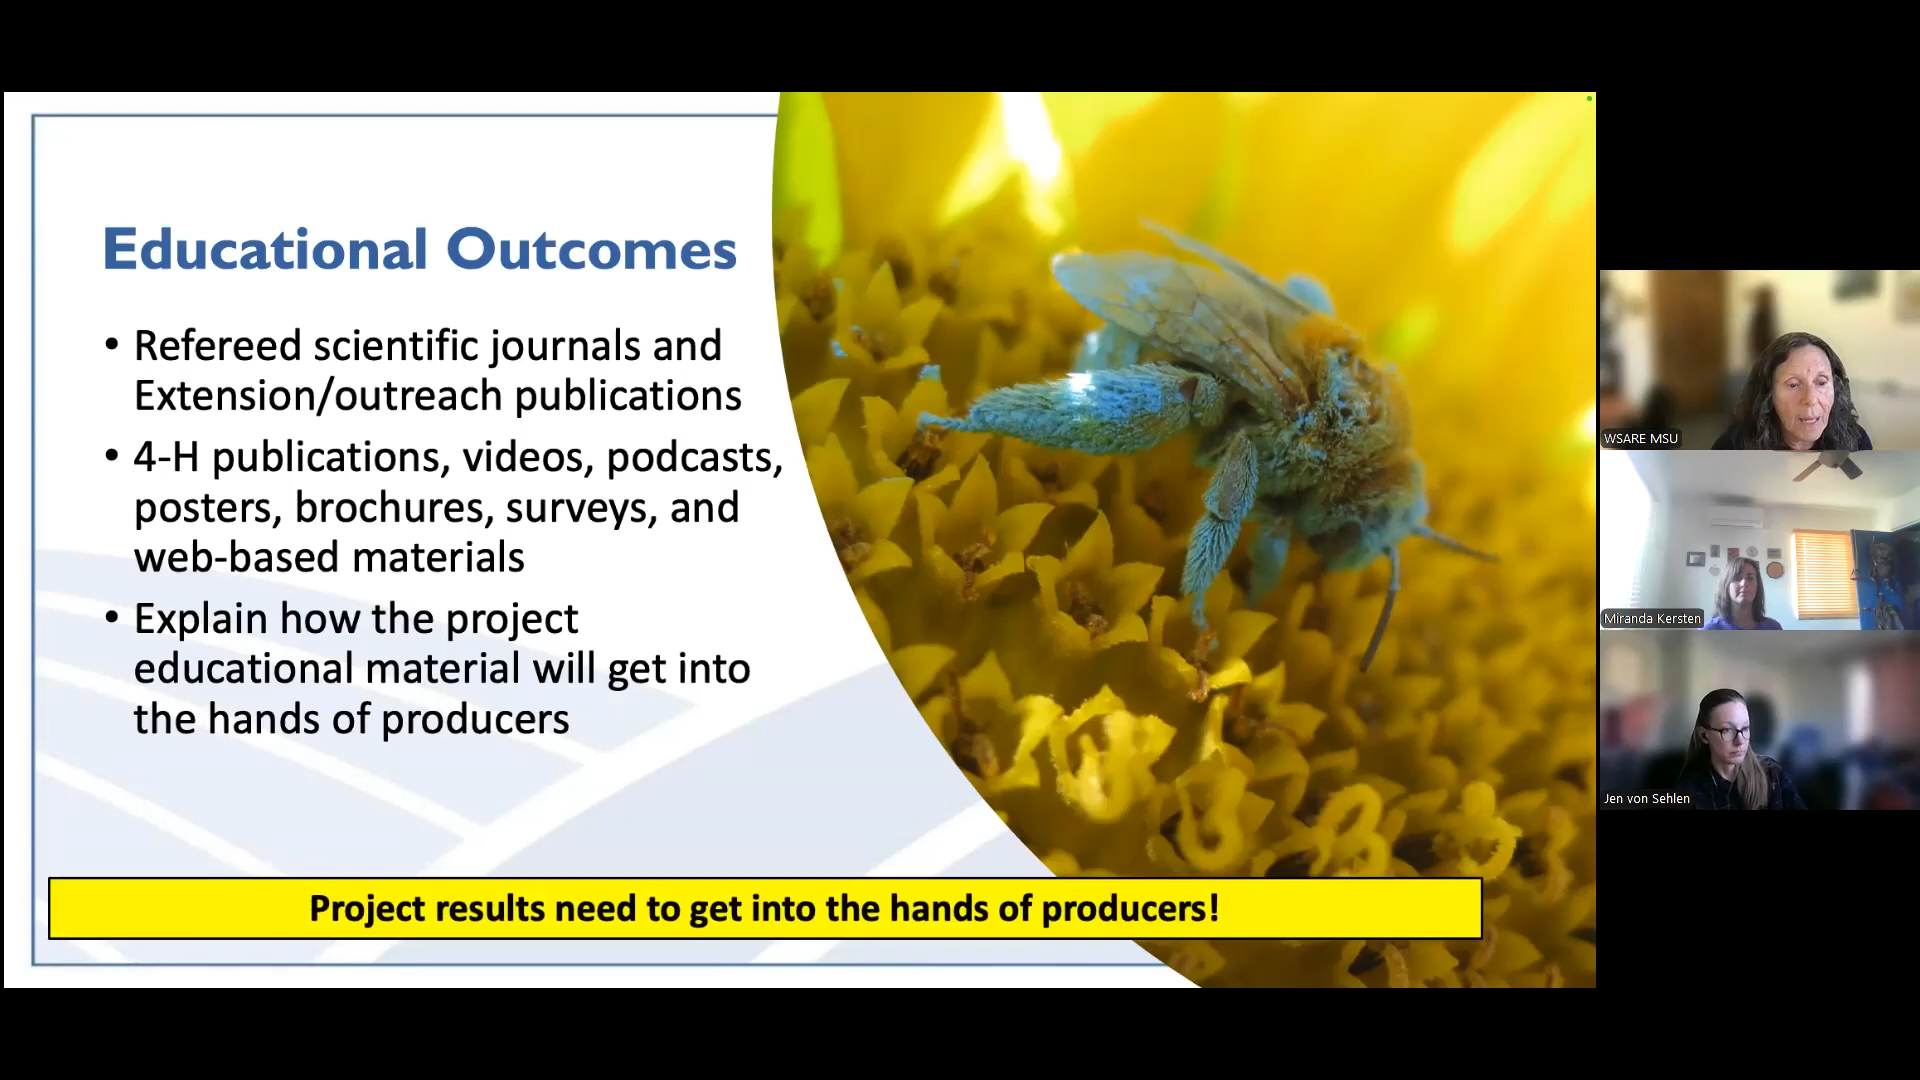 Educational Outcomes
• Refereed scientific journals and
Extension/outreach publications
• 4-H publications, videos, podcasts,
posters, brochures, surveys, and
web-based materials
• Explain how the project
educational material will get into
the hands of producers
Project results need to get into the hands of producers!
WSARE MSU
Miranda Kersten
Jen von Sehlen